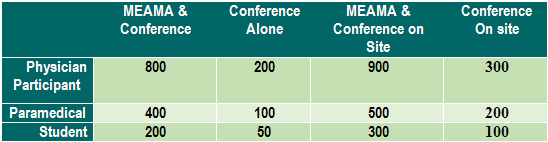 MEAMA & Conference Conference Alone MEAMA & Conference on Site Conference On site
Physician Participant 800 200 900 300
Paramedical 400 100 500 200
Student 200 50 300 100